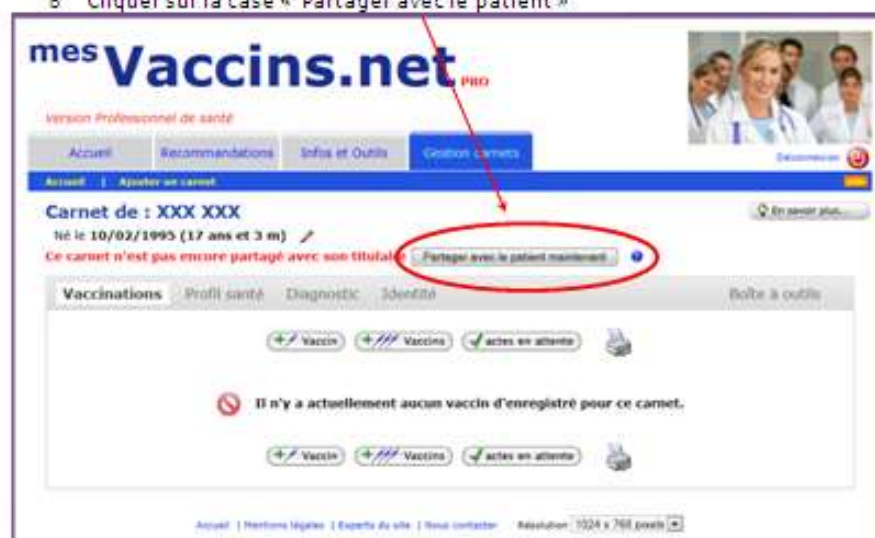 Cliquer sur la case « Partager avec le patient »
mesVaccins.net PRO
Version Professionnel de santé
Accueil Recommandations Infos et Outils Gestion carnets
Déconnexion
Accueil | Ajouter un carnet
Carnet de : XXX XXX
En savoir plus...
Né le 10/02/1995 (17 ans et 3 m)
Ce carnet n'est pas encore partagé avec son titulaire Partager avec le patient maintenant ?
Vaccinations Profil santé Diagnostic Identité Boîte à outils
+ Vaccin + Vaccins actes en attente
Il n'y a actuellement aucun vaccin d'enregistré pour ce carnet.
+ Vaccin + Vaccins actes en attente
Accueil | Mentions légales | Experts du site | Nous contacter Résolution 1024 x 768 pixels